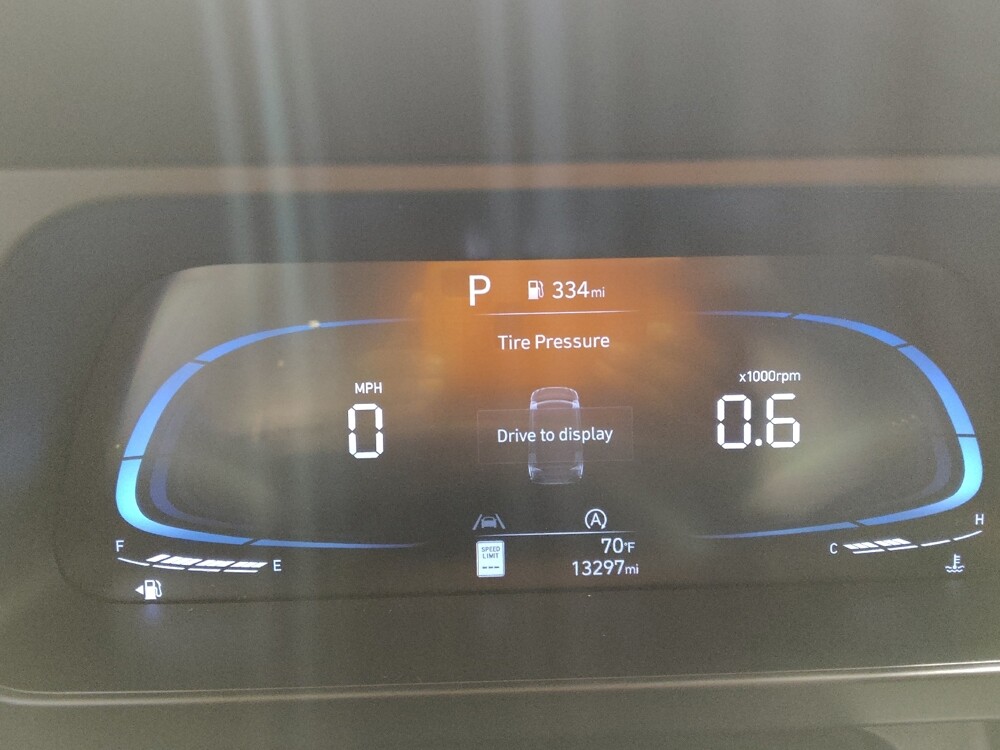 P 334mi
Tire Pressure
MPH
0
x1000rpm
0.6
Drive to display
A
SPEED
LIMIT
---
70°F
13297mi
F
E
C
H